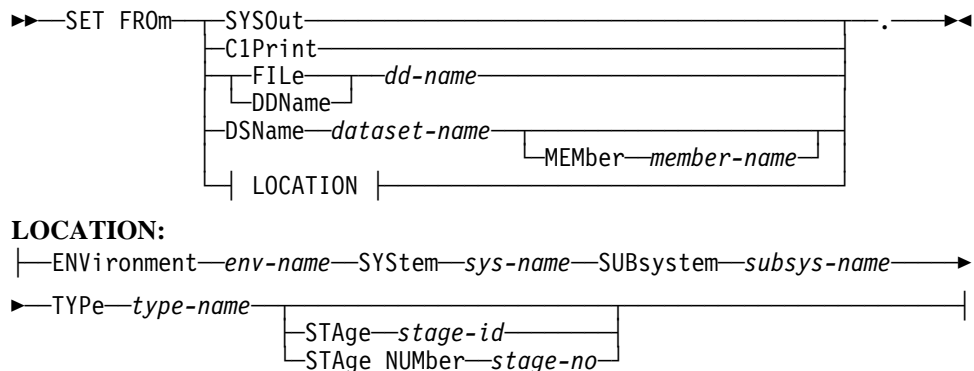 SET FROm SYSOut .
C1Print
FILe dd-name
DDName
DSName dataset-name
MEMber member-name
LOCATION
LOCATION:
ENVironment env-name SYStem sys-name SUBsystem subsys-name
TYPe type-name
STAge stage-id
STAge NUMber stage-no